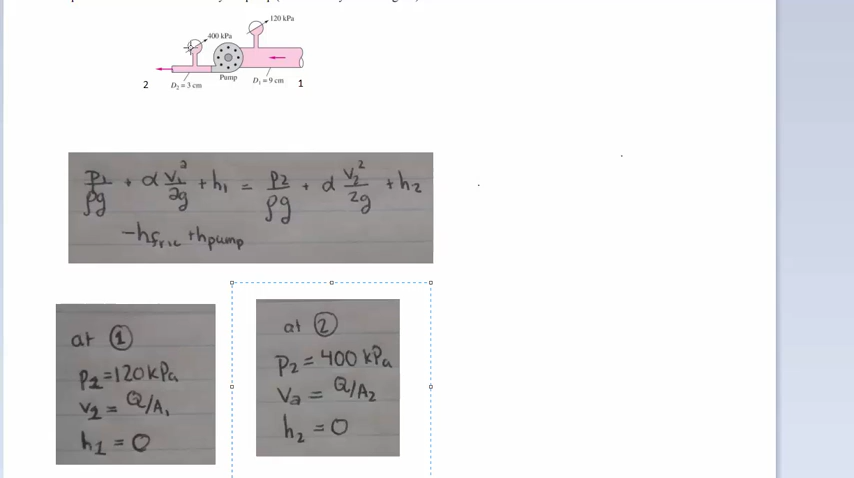 120 kPa
400 kPa
Pump
D₂ = 3 cm
D₁ = 9 cm
2
1
p₁/ρg + α v₁²/2g + h₁ = p₂/ρg + α v₂²/2g + h₂
-hfric + hpump
at ①
P₁ = 120 kPa
V₁ = Q/A₁
h₁ = 0
at ②
P₂ = 400 kPa
V₂ = Q/A₂
h₂ = 0